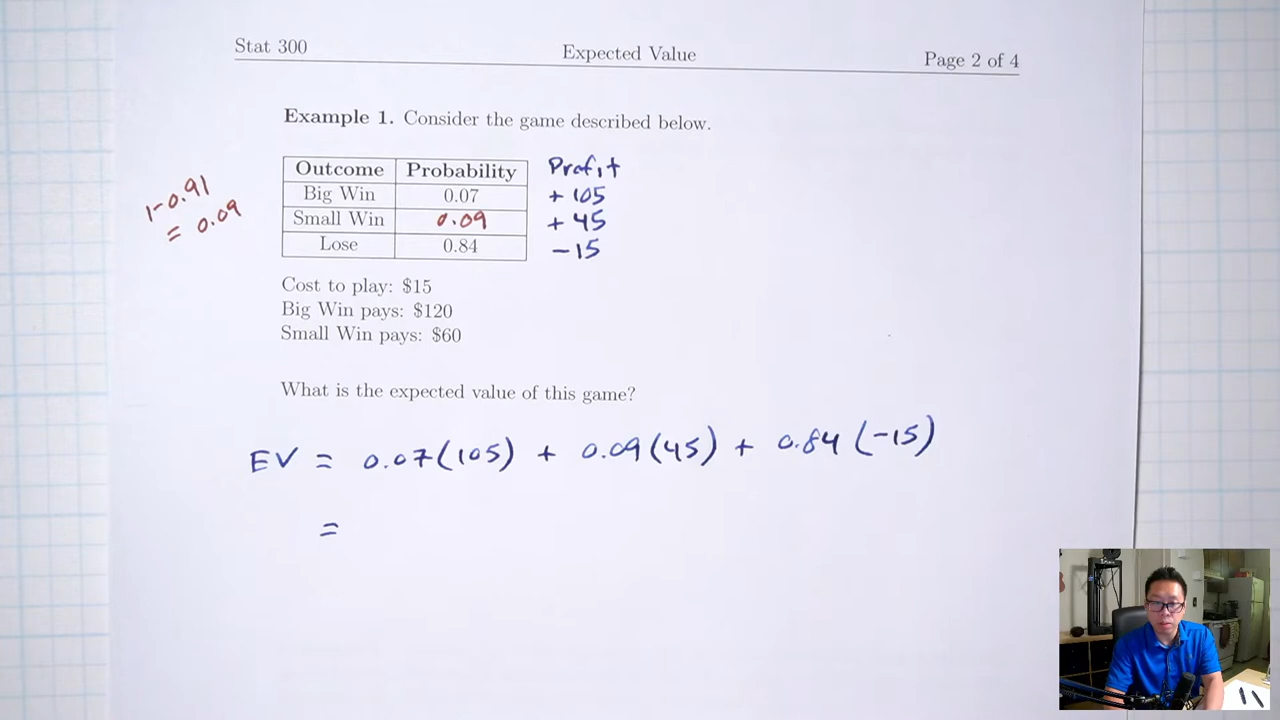 Stat 300 Expected Value Page 2 of 4
Example 1. Consider the game described below.
Outcome Probability Profit
Big Win 0.07 + 105
Small Win 0.09 + 45
Lose 0.84 - 15
1-0.91
= 0.09
Cost to play: $15
Big Win pays: $120
Small Win pays: $60
What is the expected value of this game?
EV = 0.07(105) + 0.09(45) + 0.84(-15)
=